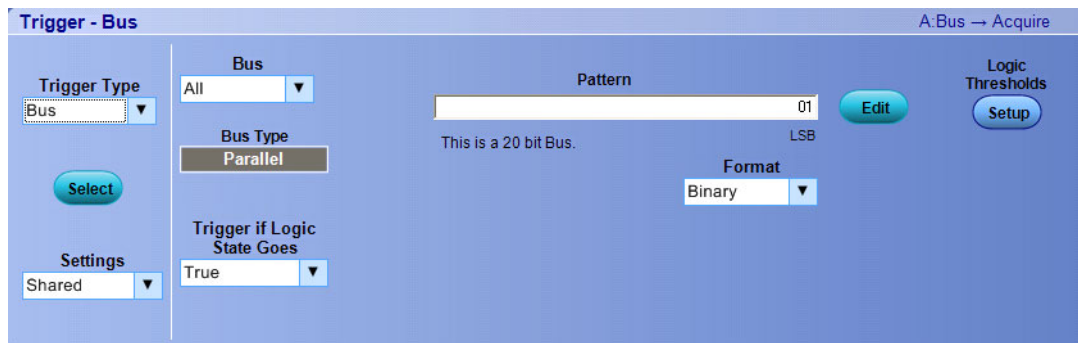 Trigger - Bus
A:Bus → Acquire
Trigger Type
Bus
Select
Settings
Shared
Bus
All
Bus Type
Parallel
Trigger if Logic
State Goes
True
Pattern
01
Edit
This is a 20 bit Bus.
LSB
Format
Binary
Logic
Thresholds
Setup